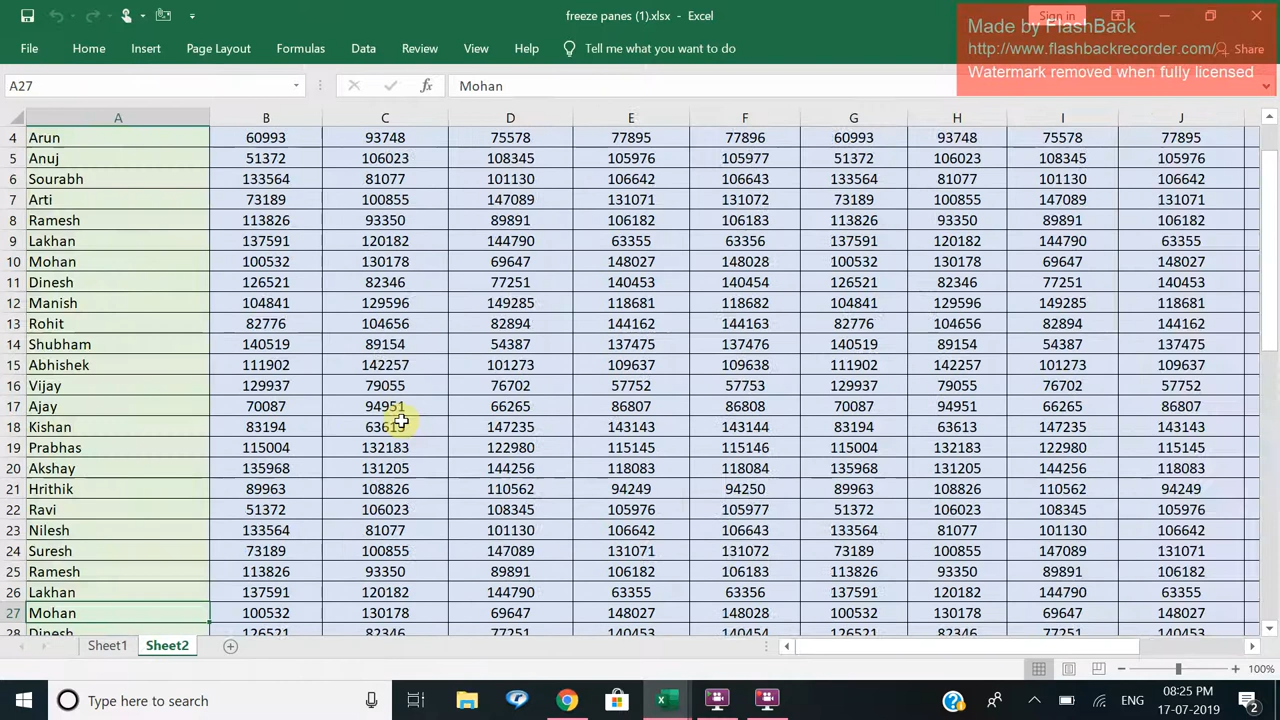 freeze panes (1).xlsx - Excel
Sign in
Made by FlashBack
http://www.flashbackrecorder.com/
Share
Watermark removed when fully licensed
File Home Insert Page Layout Formulas Data Review View Help Tell me what you want to do
A27 fx Mohan
A B C D E F G H I J
4 Arun 60993 93748 75578 77895 77896 60993 93748 75578 77895
5 Anuj 51372 106023 108345 105976 105977 51372 106023 108345 105976
6 Sourabh 133564 81077 101130 106642 106643 133564 81077 101130 106642
7 Arti 73189 100855 147089 131071 131072 73189 100855 147089 131071
8 Ramesh 113826 93350 89891 106182 106183 113826 93350 89891 106182
9 Lakhan 137591 120182 144790 63355 63356 137591 120182 144790 63355
10 Mohan 100532 130178 69647 148027 148028 100532 130178 69647 148027
11 Dinesh 126521 82346 77251 140453 140454 126521 82346 77251 140453
12 Manish 104841 129596 149285 118681 118682 104841 129596 149285 118681
13 Rohit 82776 104656 82894 144162 144163 82776 104656 82894 144162
14 Shubham 140519 89154 54387 137475 137476 140519 89154 54387 137475
15 Abhishek 111902 142257 101273 109637 109638 111902 142257 101273 109637
16 Vijay 129937 79055 76702 57752 57753 129937 79055 76702 57752
17 Ajay 70087 94951 66265 86807 86808 70087 94951 66265 86807
18 Kishan 83194 63613 147235 143143 143144 83194 63613 147235 143143
19 Prabhas 115004 132183 122980 115145 115146 115004 132183 122980 115145
20 Akshay 135968 131205 144256 118083 118084 135968 131205 144256 118083
21 Hrithik 89963 108826 110562 94249 94250 89963 108826 110562 94249
22 Ravi 51372 106023 108345 105976 105977 51372 106023 108345 105976
23 Nilesh 133564 81077 101130 106642 106643 133564 81077 101130 106642
24 Suresh 73189 100855 147089 131071 131072 73189 100855 147089 131071
25 Ramesh 113826 93350 89891 106182 106183 113826 93350 89891 106182
26 Lakhan 137591 120182 144790 63355 63356 137591 120182 144790 63355
27 Mohan 100532 130178 69647 148027 148028 100532 130178 69647 148027
28 Dinesh 126521 82346 77251 140453 140454 126521 82346 77251 140453
Sheet1 Sheet2
100%
Type here to search
ENG
08:25 PM
17-07-2019
2